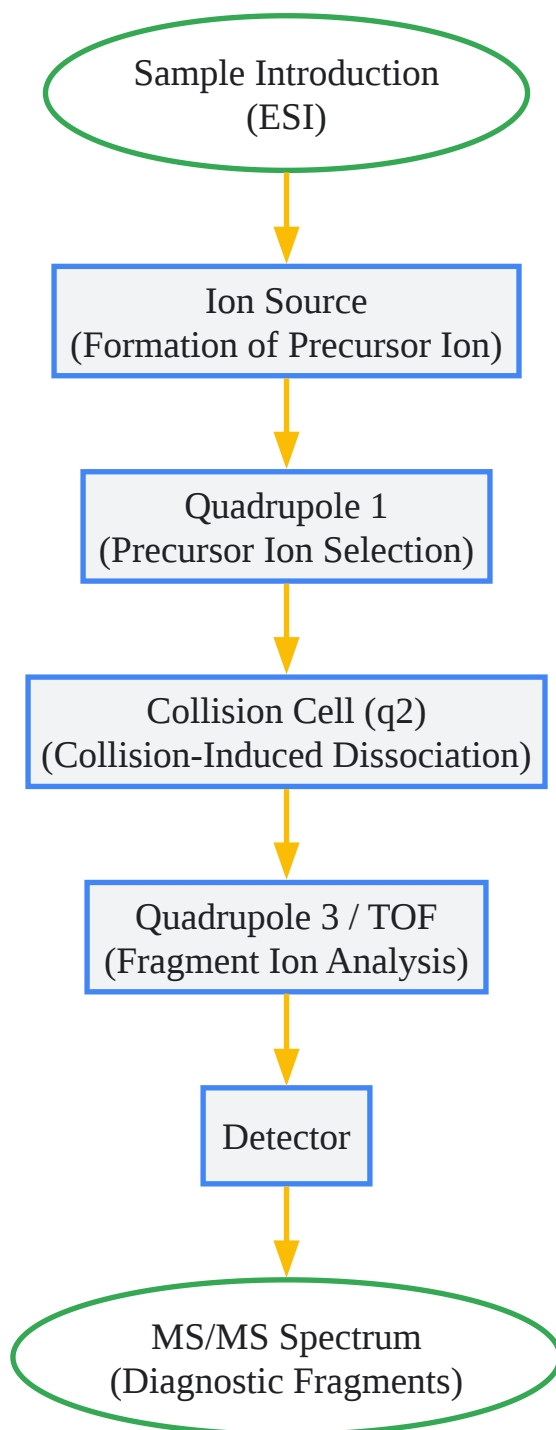 Sample Introduction
(ESI)
Ion Source
(Formation of Precursor Ion)
Quadrupole 1
(Precursor Ion Selection)
Collision Cell (q2)
(Collision-Induced Dissociation)
Quadrupole 3 / TOF
(Fragment Ion Analysis)
Detector
MS/MS Spectrum
(Diagnostic Fragments)